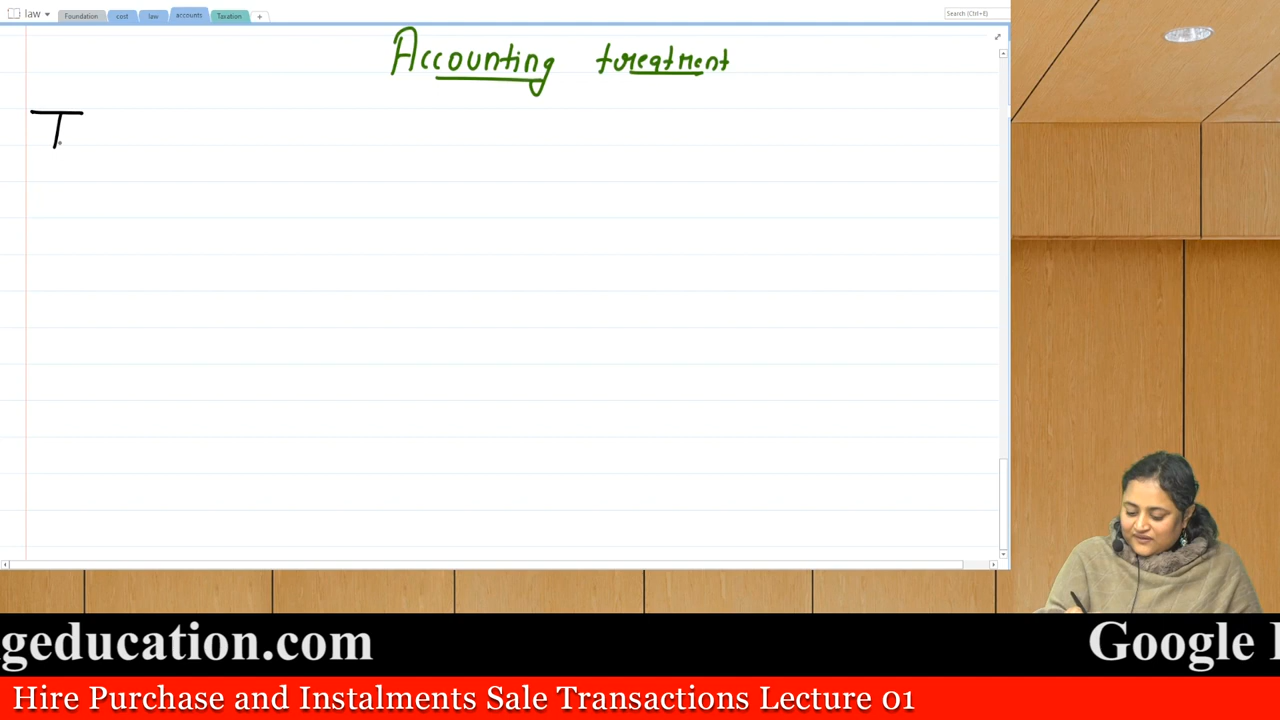 law
Foundation cost law accounts Taxation +
Search (Ctrl+E)
Accounting toreatment
T
geducation.com Google
Hire Purchase and Instalments Sale Transactions Lecture 01